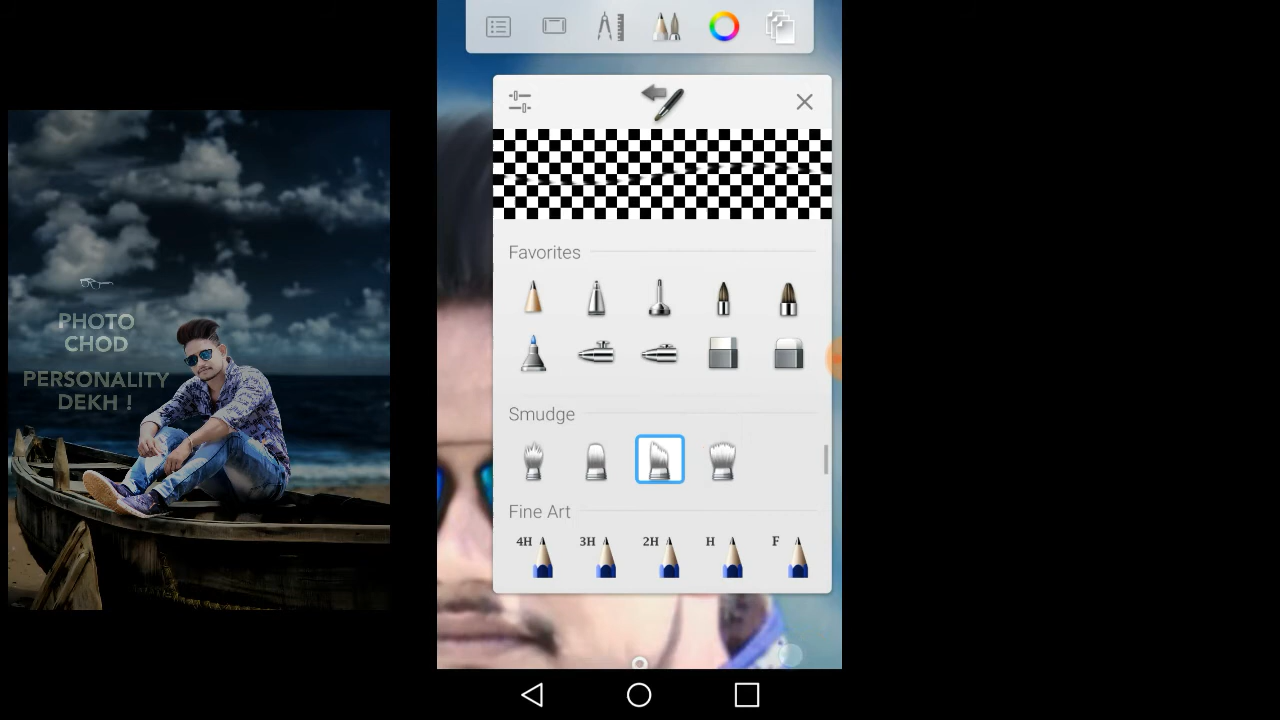 PHOTO
CHOD
PERSONALITY
DEKH !
Favorites
Smudge
Fine Art
4H
3H
2H
H
F